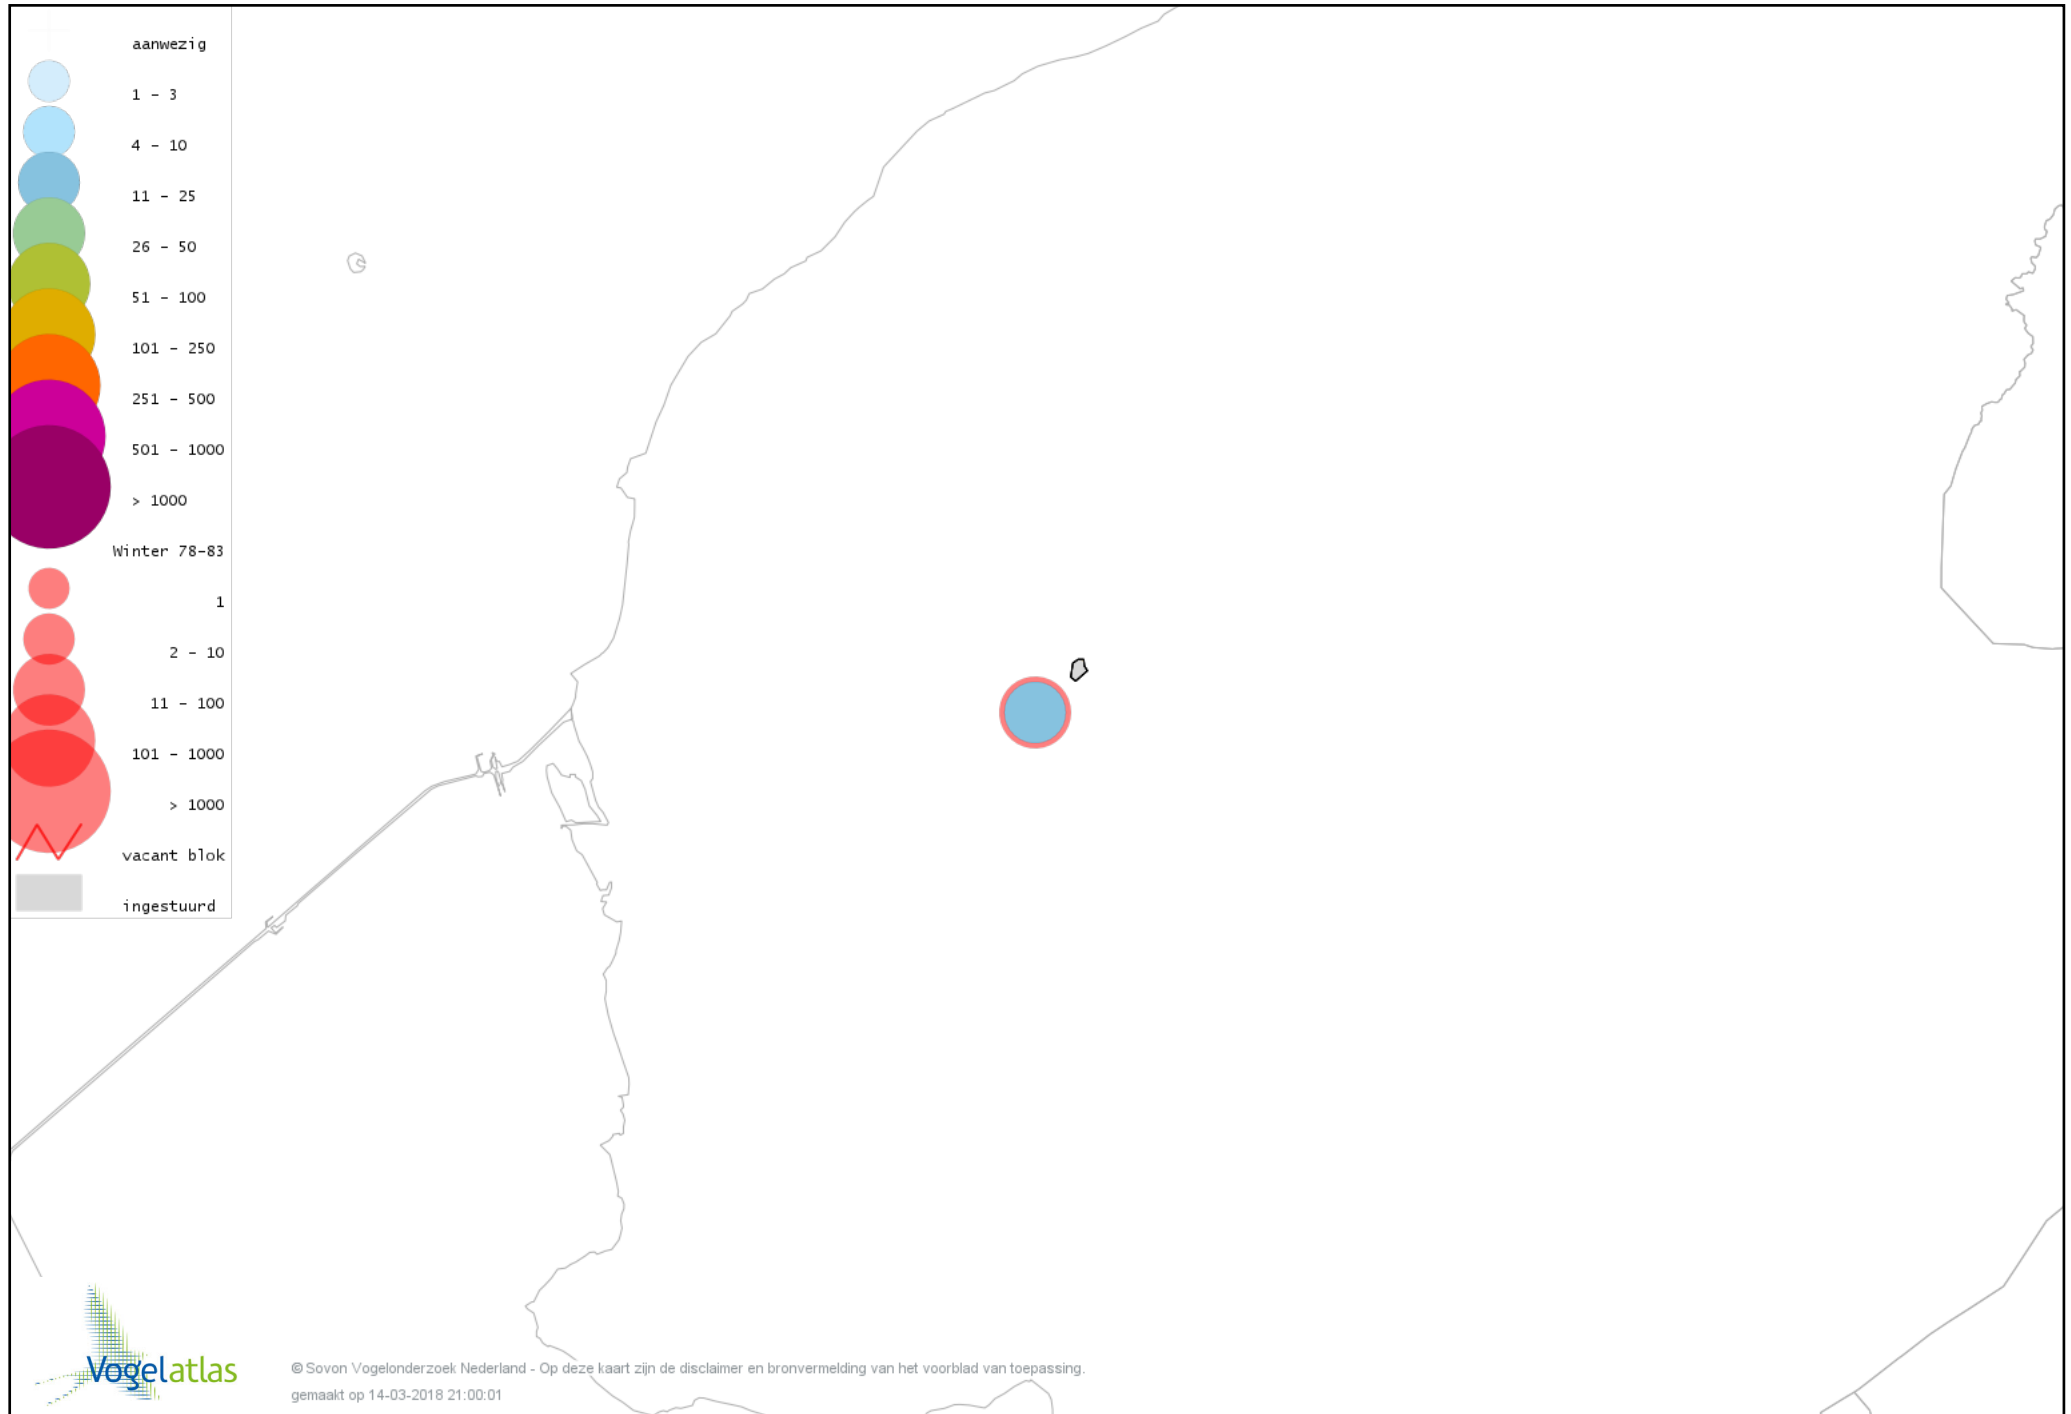 aanwezig
1 - 3
4 - 10
11 - 25
26 - 50
51 - 100
101 - 250
251 - 500
501 - 1000
> 1000
Winter 78-83
1
2 - 10
11 - 100
101 - 1000
> 1000
vacant blok
ingestuurd
Vogelatlas
© Sovon Vogelonderzoek Nederland - Op deze kaart zijn de disclaimer en bronvermelding van het voorblad van toepassing.
gemaakt op 14-03-2018 21:00:01